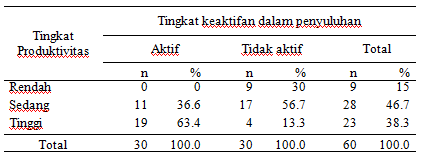 Tingkat Produktivitas
Tingkat keaktifan dalam penyuluhan
Aktif Tidak aktif Total
n % n % n %
Rendah 0 0 9 30 9 15
Sedang 11 36.6 17 56.7 28 46.7
Tinggi 19 63.4 4 13.3 23 38.3
Total 30 100.0 30 100.0 60 100.0